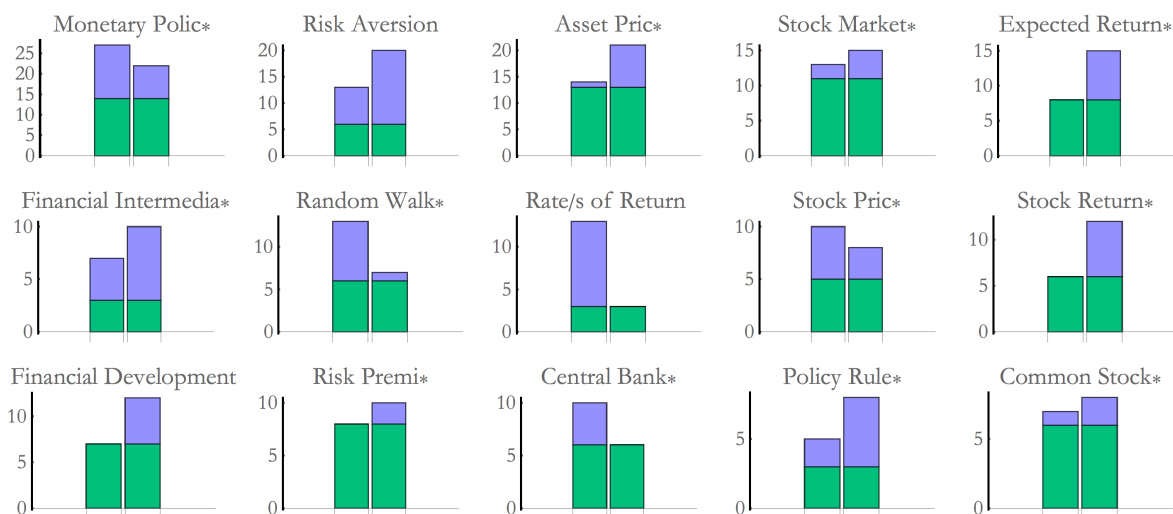 Monetary Polic* Risk Aversion Asset Pric* Stock Market* Expected Return*
25 20 15 10 5 0
20 15 10 5 0
20 15 10 5 0
15 10 5 0
15 10 5 0
Financial Intermedia* Random Walk* Rate/s of Return Stock Pric* Stock Return*
10 5 0
10 5 0
10 5 0
10 5 0
10 5 0
Financial Development Risk Premi* Central Bank* Policy Rule* Common Stock*
10 5 0
10 5 0
10 5 0
5 0
5 0